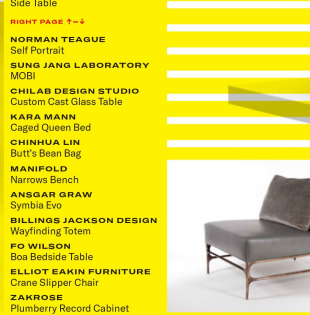 Side Table
RIGHT PAGE ↑—↓
NORMAN TEAGUE
Self Portrait
SUNG JANG LABORATORY
MOBI
CHILAB DESIGN STUDIO
Custom Cast Glass Table
KARA MANN
Caged Queen Bed
CHINHUA LIN
Butt's Bean Bag
MANIFOLD
Narrows Bench
ANSGAR GRAW
Symbia Evo
BILLINGS JACKSON DESIGN
Wayfinding Totem
FO WILSON
Boa Bedside Table
ELLIOT EAKIN FURNITURE
Crane Slipper Chair
ZAKROSE
Plumberry Record Cabinet